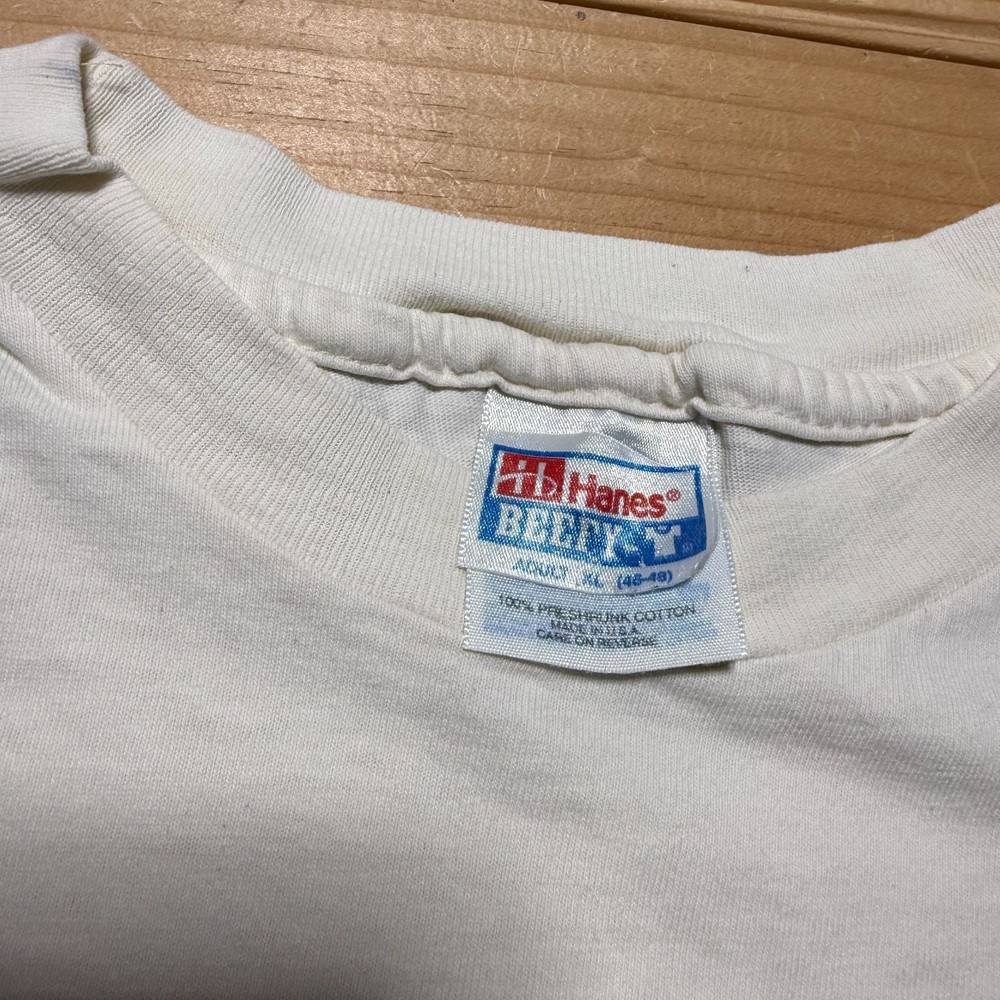 Hanes®
BEEFY-T®
ADULT XL (46-48)
100% PRESHRUNK COTTON
MADE IN U.S.A.
CARE ON REVERSE